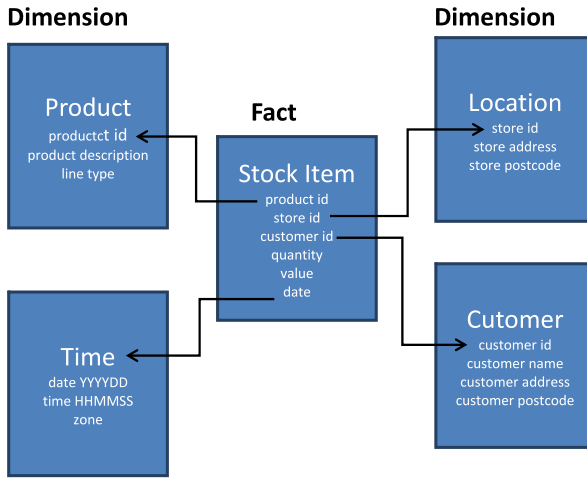 Dimension
Product
productct id
product description
line type
Fact
Stock Item
product id
store id
customer id
quantity
value
date
Dimension
Location
store id
store address
store postcode
Time
date YYYYDD
time HHMMSS
zone
Cutomer
customer id
customer name
customer address
customer postcode